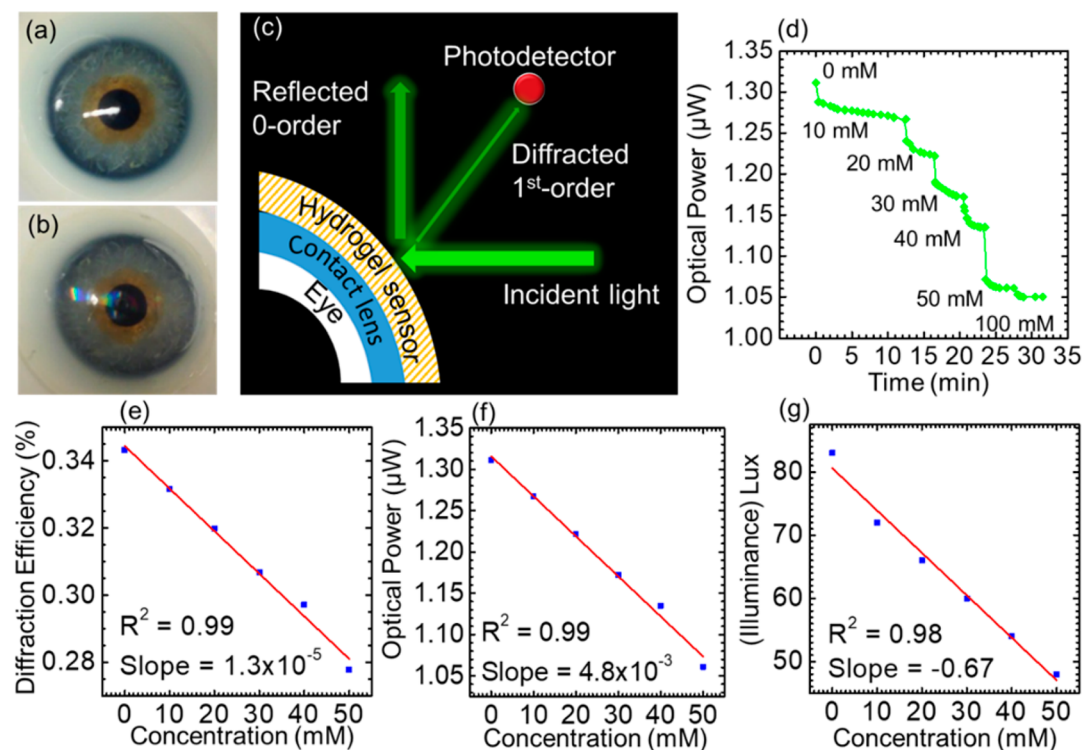 (a)
(b)
(c)
Photodetector
Reflected
0-order
Diffracted
1st-order
Incident light
Hydrogel sensor
Contact lens
Eye
(d)
Optical Power (µW)
1.35
1.30
1.25
1.20
1.15
1.10
1.05
1.00
0 mM
10 mM
20 mM
30 mM
40 mM
50 mM
100 mM
0 5 10 15 20 25 30 35
Time (min)
(e)
Diffraction Efficiency (%)
0.34
0.32
0.30
0.28
R² = 0.99
Slope = 1.3x10⁻⁵
0 10 20 30 40 50
Concentration (mM)
(f)
Optical Power (µW)
1.35
1.30
1.25
1.20
1.15
1.10
1.05
R² = 0.99
Slope = 4.8x10⁻³
0 10 20 30 40 50
Concentration (mM)
(g)
(Illuminance) Lux
80
70
60
50
R² = 0.98
Slope = -0.67
0 10 20 30 40 50
Concentration (mM)